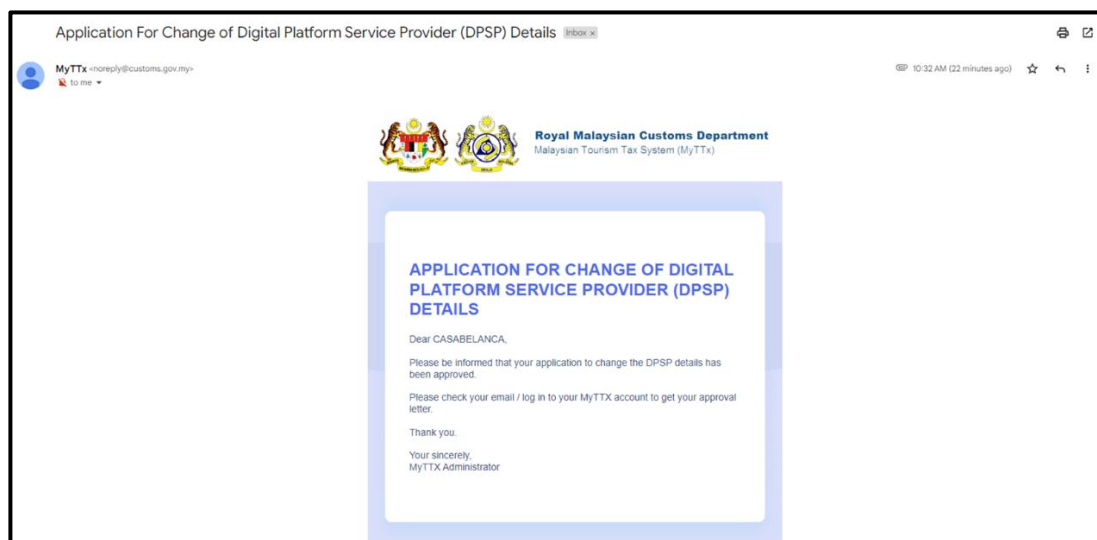 Application For Change of Digital Platform Service Provider (DPSP) Details Inbox x
MyTTx <noreply@customs.gov.my> 10:32 AM (22 minutes ago)
to me
Royal Malaysian Customs Department
Malaysian Tourism Tax System (MyTTx)
APPLICATION FOR CHANGE OF DIGITAL
PLATFORM SERVICE PROVIDER (DPSP)
DETAILS
Dear CASABELANCA,
Please be informed that your application to change the DPSP details has
been approved.
Please check your email / log in to your MyTTX account to get your approval
letter.
Thank you.
Your sincerely,
MyTTX Administrator